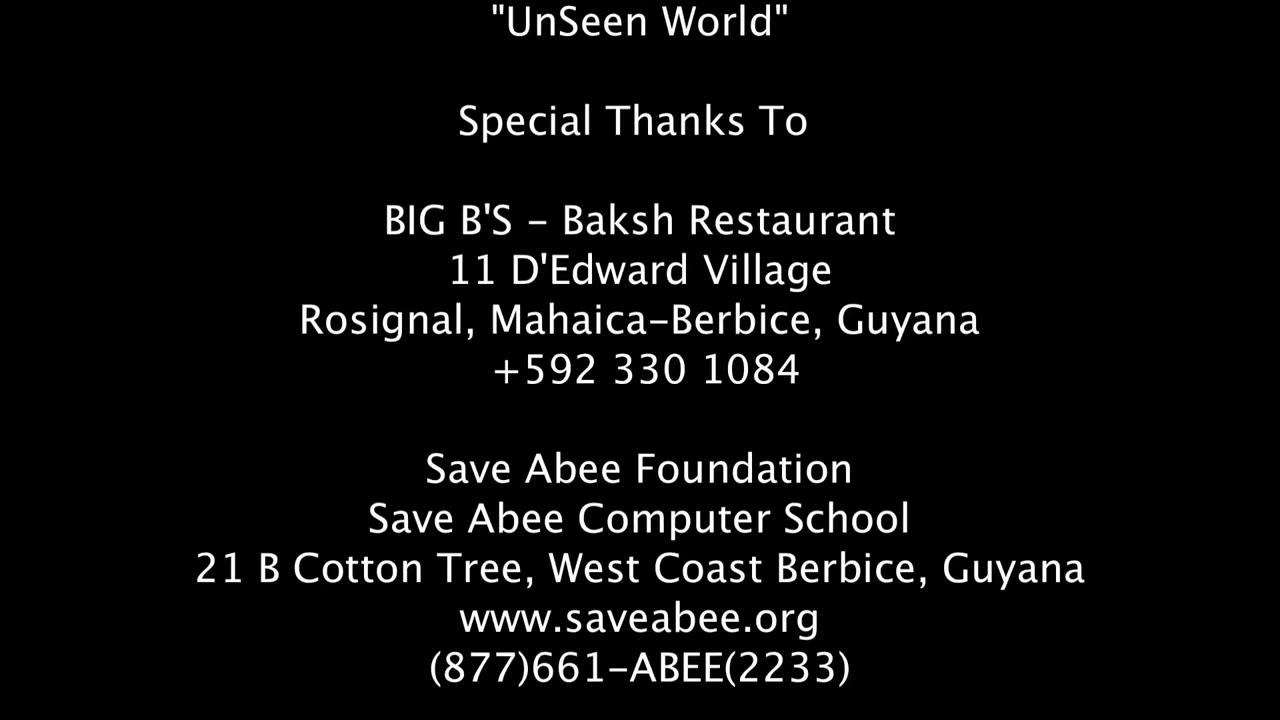 "UnSeen World"
Special Thanks To
BIG B'S - Baksh Restaurant
11 D'Edward Village
Rosignal, Mahaica-Berbice, Guyana
+592 330 1084
Save Abee Foundation
Save Abee Computer School
21 B Cotton Tree, West Coast Berbice, Guyana
www.saveabee.org
(877)661-ABEE(2233)